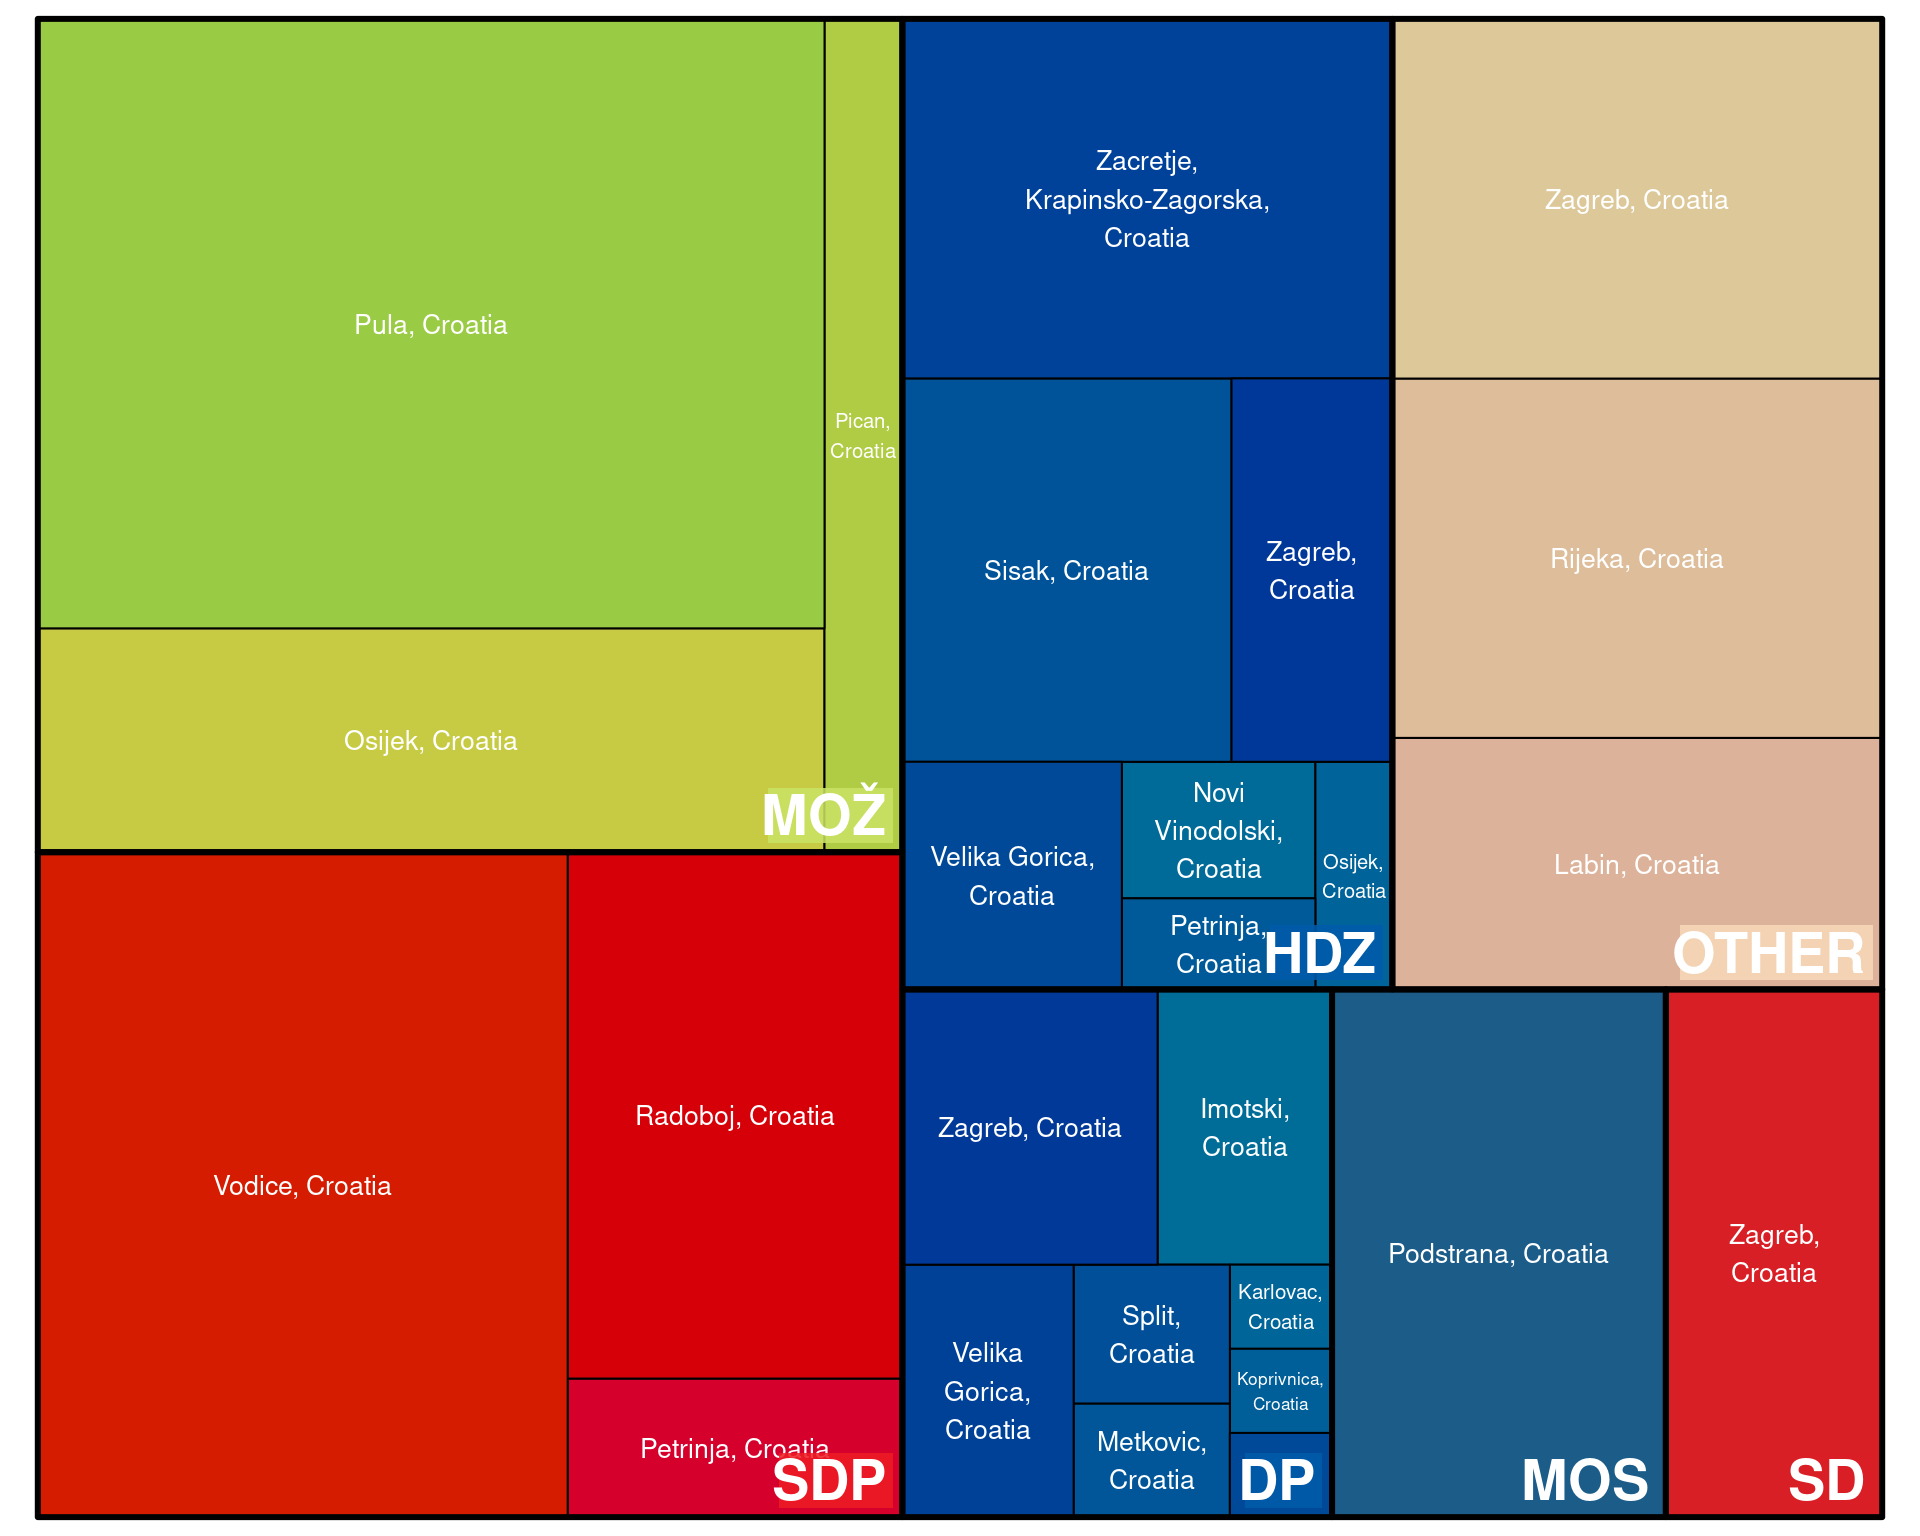 Pula, Croatia
Pican,
Croatia
Osijek, Croatia
MOŽ
Zacretje,
Krapinsko-Zagorska,
Croatia
Sisak, Croatia
Zagreb,
Croatia
Velika Gorica,
Croatia
Novi
Vinodolski,
Croatia
Petrinja,
Croatia
Osijek,
Croatia
HDZ
Zagreb, Croatia
Rijeka, Croatia
Labin, Croatia
OTHER
Vodice, Croatia
Radoboj, Croatia
Petrinja, Croatia
SDP
Zagreb, Croatia
Imotski,
Croatia
Velika
Gorica,
Croatia
Split,
Croatia
Metkovic,
Croatia
Karlovac,
Croatia
Koprivnica,
Croatia
DP
Podstrana, Croatia
MOS
Zagreb,
Croatia
SD